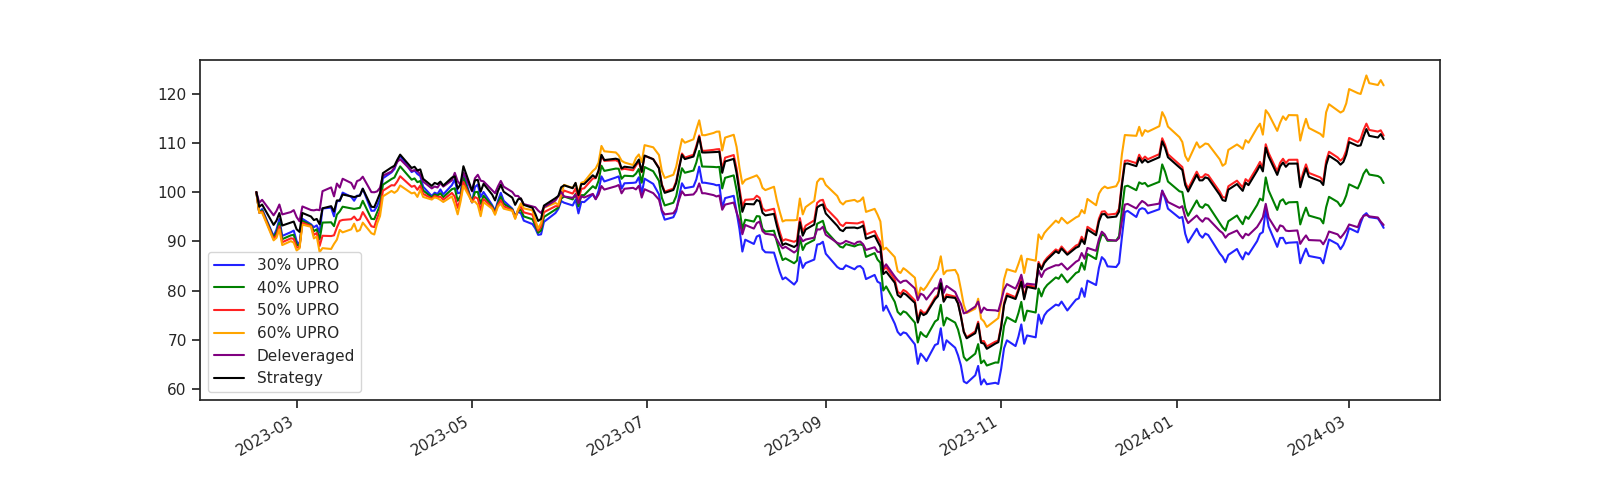 120
110
100
90
80
70
60
30% UPRO
40% UPRO
50% UPRO
60% UPRO
Deleveraged
Strategy
2023-03
2023-05
2023-07
2023-09
2023-11
2024-01
2024-03